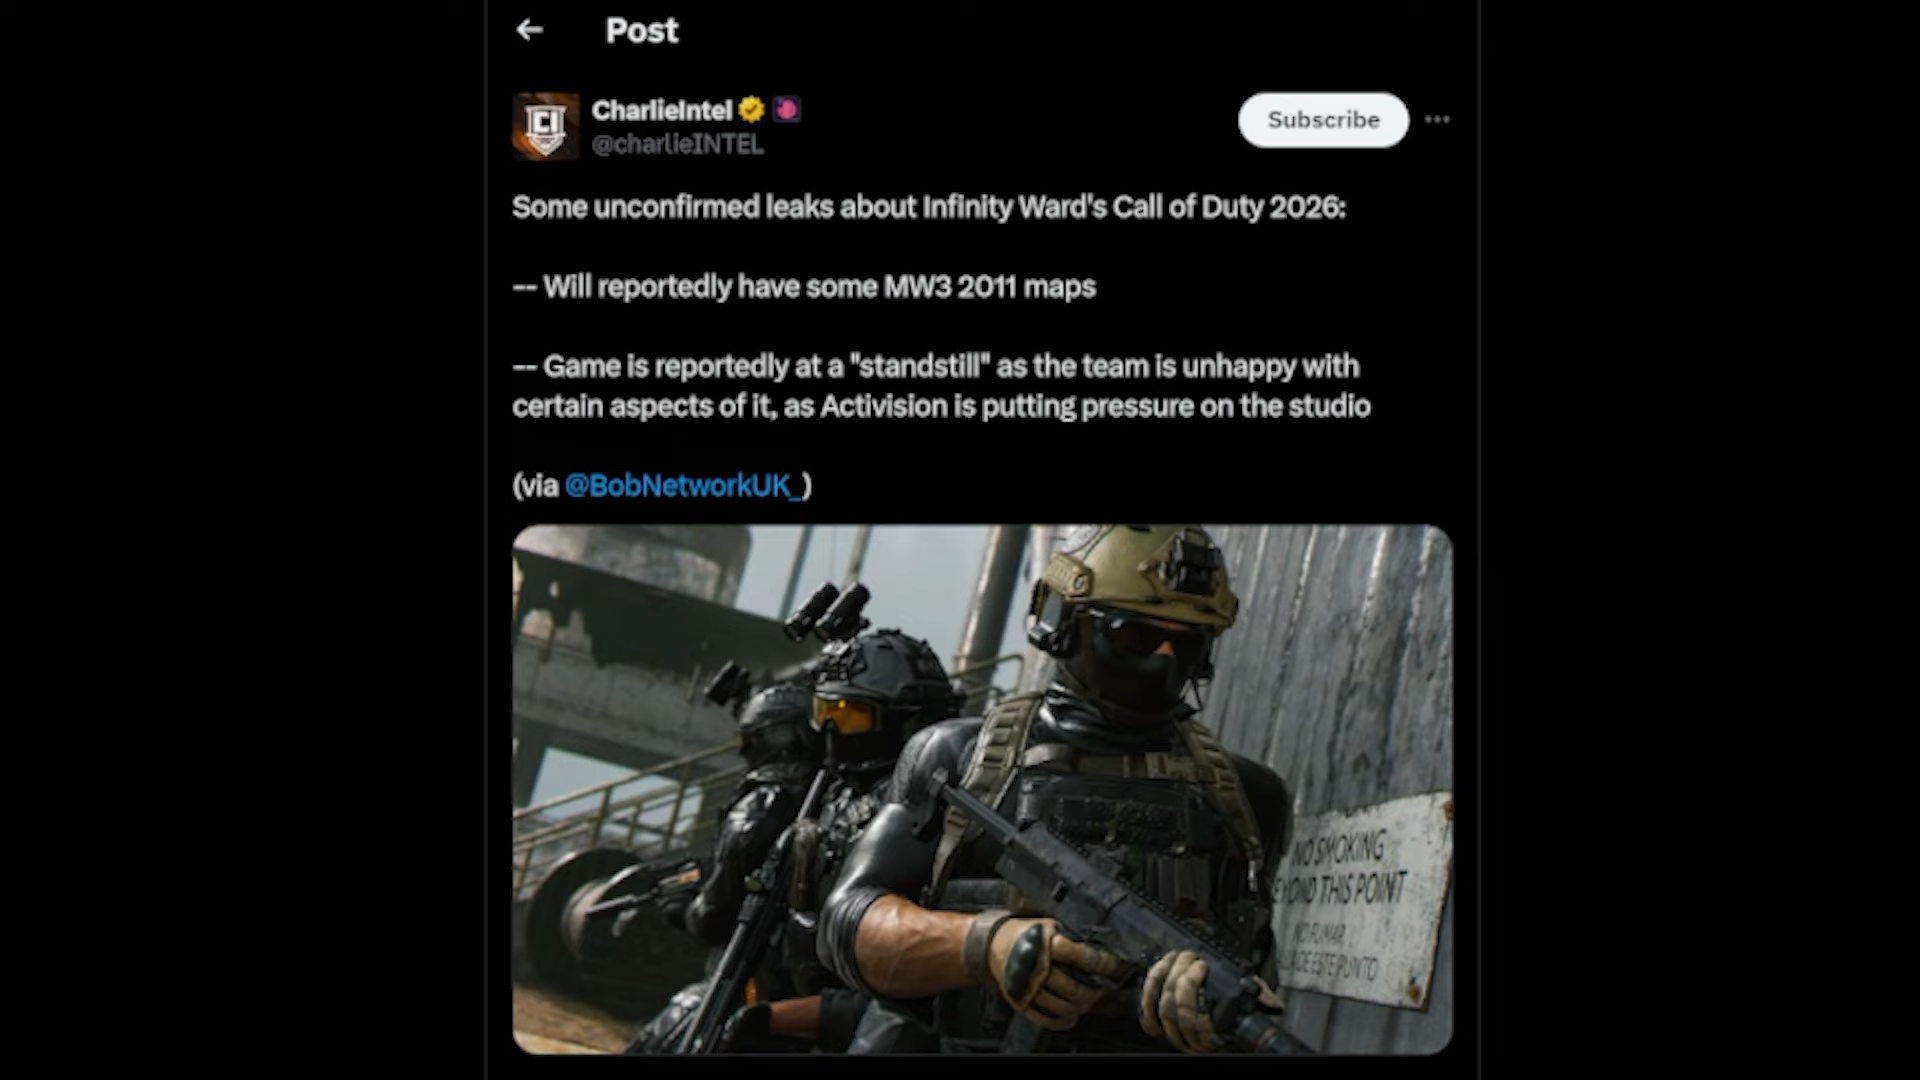 Post
CI
CharlieIntel
@charlieINTEL
Subscribe
Some unconfirmed leaks about Infinity Ward's Call of Duty 2026:
-- Will reportedly have some MW3 2011 maps
-- Game is reportedly at a "standstill" as the team is unhappy with
certain aspects of it, as Activision is putting pressure on the studio
(via @BobNetworkUK_)
NO SMOKING
EYOND THIS POINT
NO FUMAR
DE ESTE PUNTO